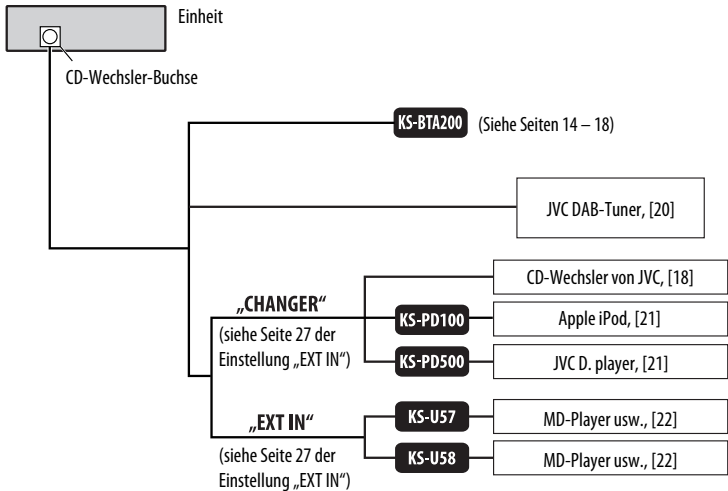 Einheit
CD-Wechsler-Buchse
KS-BTA200 (Siehe Seiten 14 – 18)
JVC DAB-Tuner, [20]
CD-Wechsler von JVC, [18]
„CHANGER“
(siehe Seite 27 der
Einstellung „EXT IN“)
KS-PD100
Apple iPod, [21]
KS-PD500
JVC D. player, [21]
„EXT IN“
(siehe Seite 27 der
Einstellung „EXT IN“)
KS-U57
MD-Player usw., [22]
KS-U58
MD-Player usw., [22]